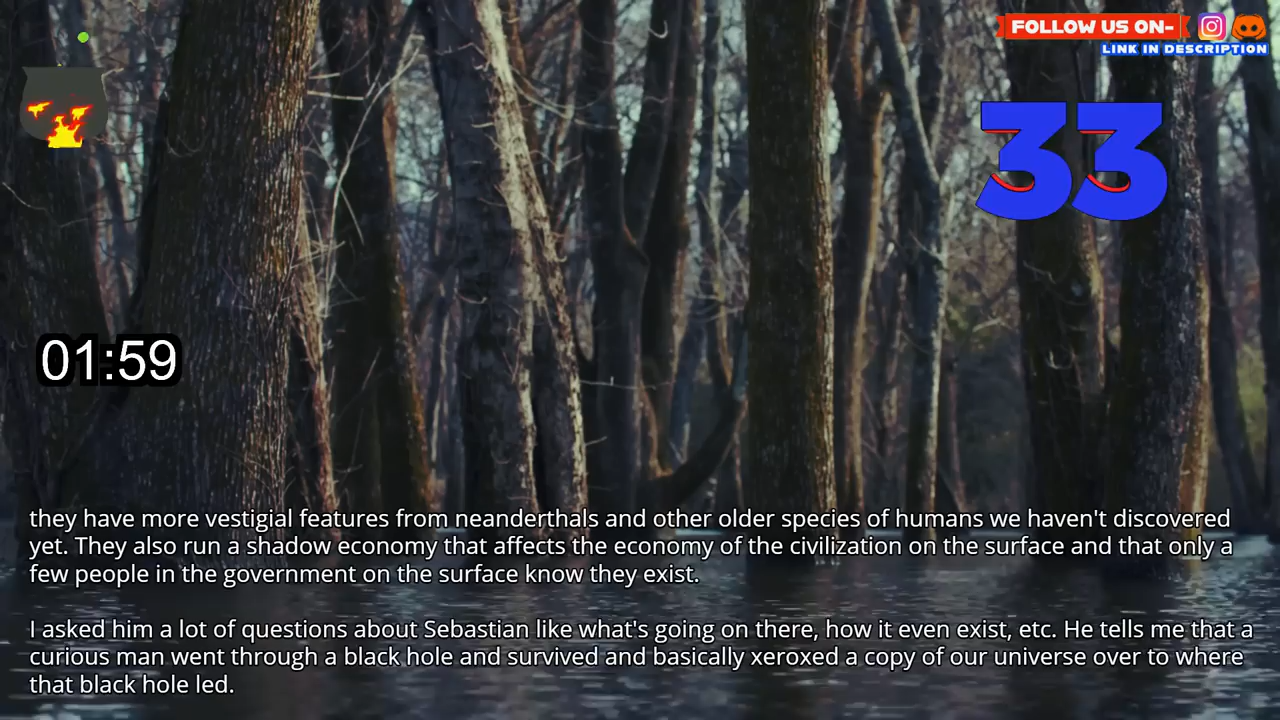 FOLLOW US ON-
LINK IN DESCRIPTION
33
01:59
they have more vestigial features from neanderthals and other older species of humans we haven't discovered
yet. They also run a shadow economy that affects the economy of the civilization on the surface and that only a
few people in the government on the surface know they exist.
I asked him a lot of questions about Sebastian like what's going on there, how it even exist, etc. He tells me that a
curious man went through a black hole and survived and basically xeroxed a copy of our universe over to where
that black hole led.